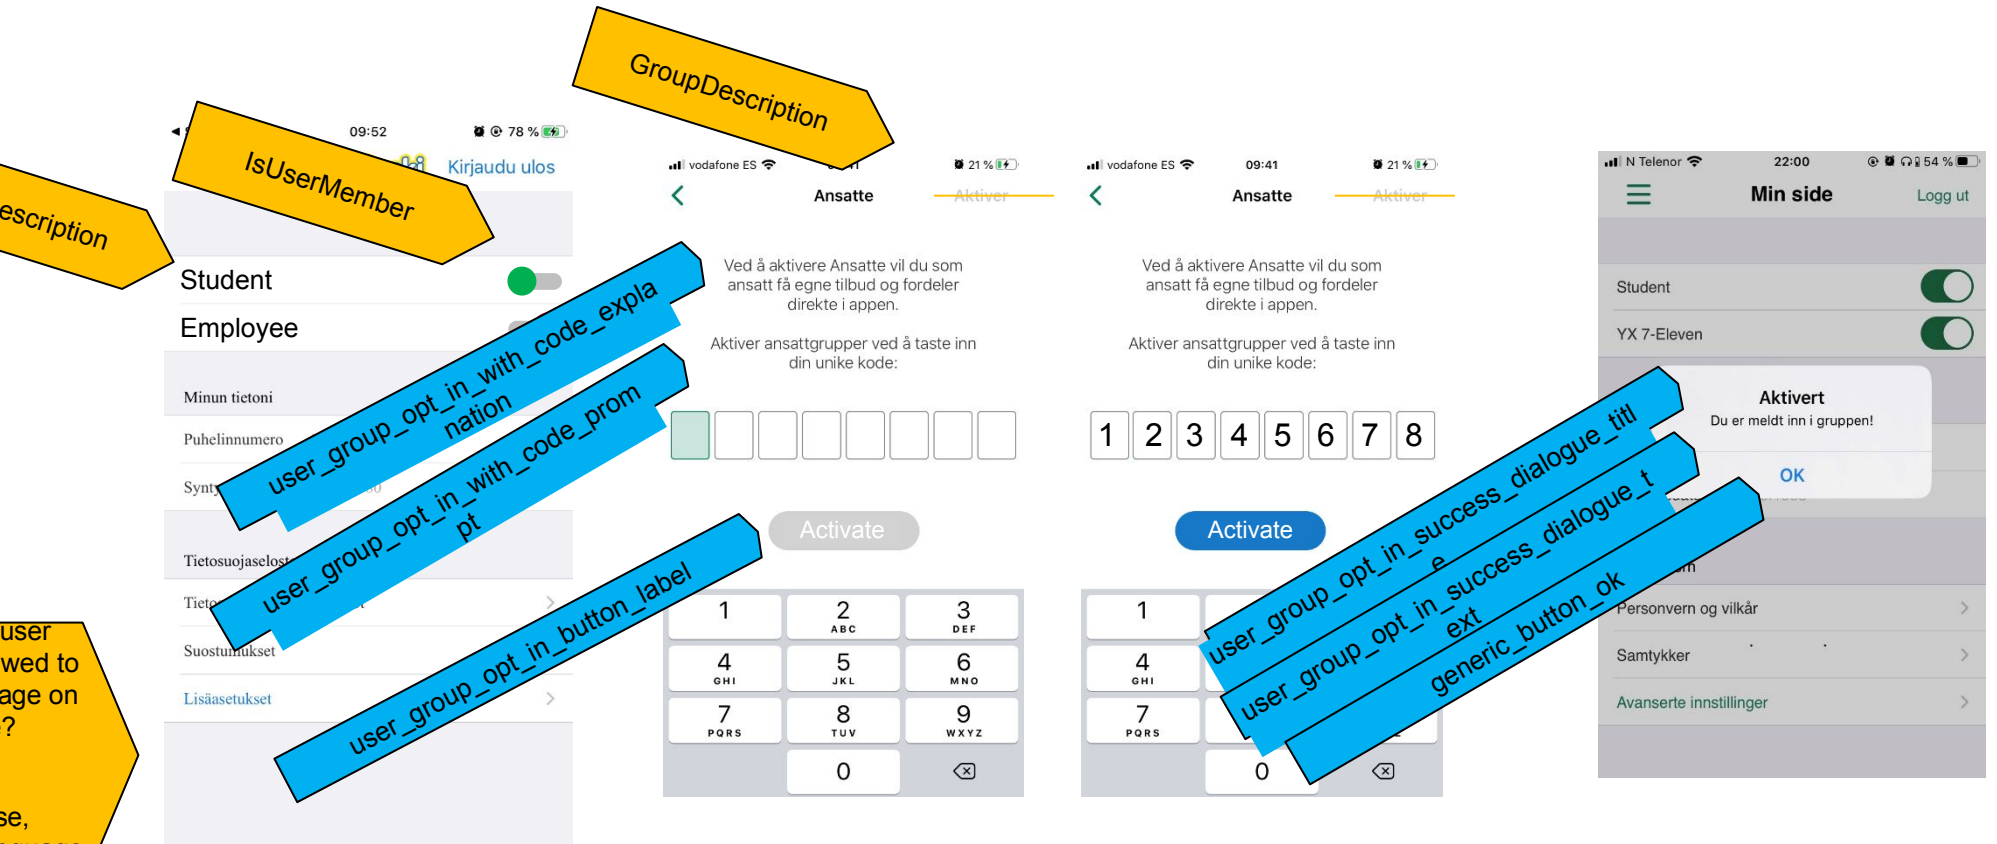 GroupDescription
IsUserMember
escription
user
wed to
age on
?
se,
09:52
78 %
Kirjaudu ulos
Student
Employee
Minun tietoni
Puhelinnumero
Synty
Tietosuojaselost
Tieto
Suostumukset
Lisäasetukset
user_group_opt_in_with_code_expla
nation
user_group_opt_in_with_code_prom
pt
user_group_opt_in_button_label
vodafone ES
21 %
Ansatte
Aktiver
Ved å aktivere Ansatte vil du som
ansatt få egne tilbud og fordeler
direkte i appen.
Aktiver ansattgrupper ved å taste inn
din unike kode:
Activate
1 2 3
ABC DEF
4 5 6
GHI JKL MNO
7 8 9
PQRS TUV WXYZ
0
vodafone ES 09:41 21 %
Ansatte
Aktiver
Ved å aktivere Ansatte vil du som
ansatt få egne tilbud og fordeler
direkte i appen.
Aktiver ansattgrupper ved å taste inn
din unike kode:
1 2 3 4 5 6 7 8
Activate
1
4
GHI
7
PQRS
0
user_group_opt_in_success_dialogue_titl
e
user_group_opt_in_success_dialogue_t
ext
generic_button_ok
N Telenor 22:00 54 %
Min side
Logg ut
Student
YX 7-Eleven
Aktivert
Du er meldt inn i gruppen!
OK
Personvern og vilkår
Samtykker
Avanserte innstillinger